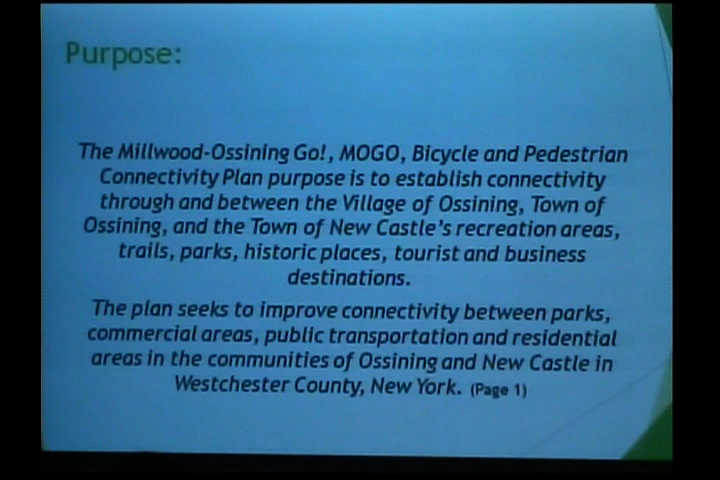 Purpose:
The Millwood-Ossining Go!, MOGO, Bicycle and Pedestrian
Connectivity Plan purpose is to establish connectivity
through and between the Village of Ossining, Town of
Ossining, and the Town of New Castle's recreation areas,
trails, parks, historic places, tourist and business
destinations.
The plan seeks to improve connectivity between parks,
commercial areas, public transportation and residential
areas in the communities of Ossining and New Castle in
Westchester County, New York. (Page 1)